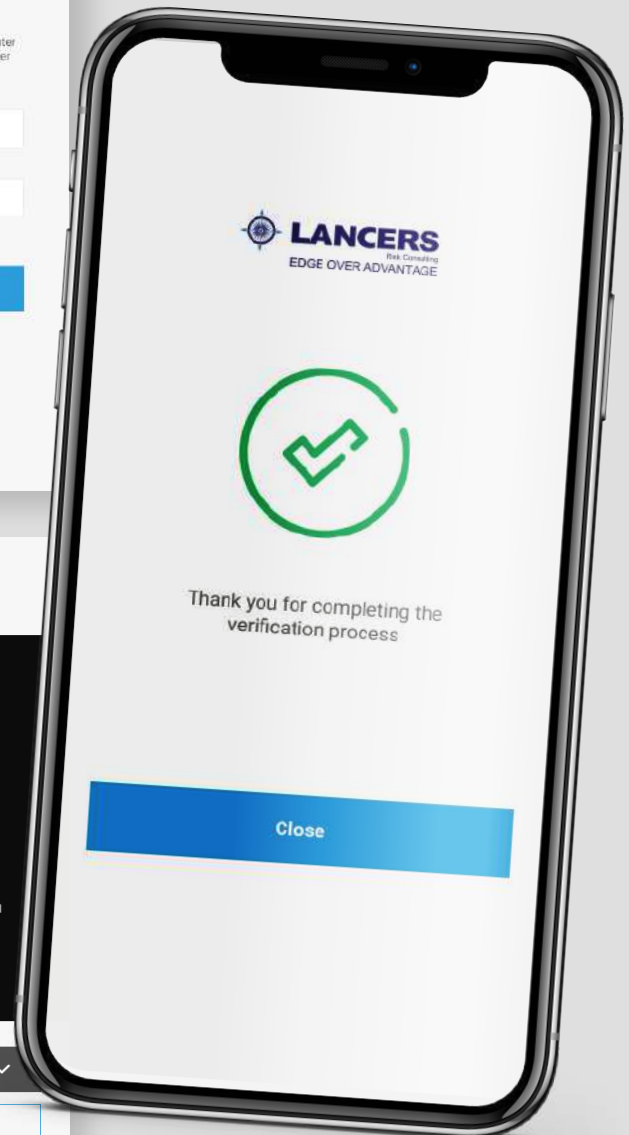 LANCERS
Risk Consulting
EDGE OVER ADVANTAGE
Thank you for completing the
verification process
Close